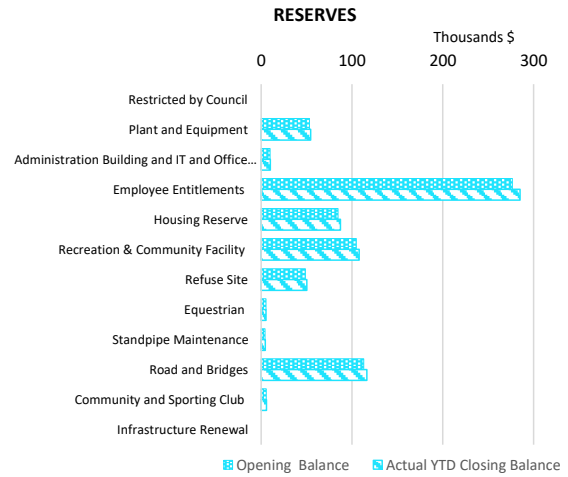 RESERVES
Thousands $
0 100 200 300
Restricted by Council
Plant and Equipment
Administration Building and IT and Office...
Employee Entitlements
Housing Reserve
Recreation & Community Facility
Refuse Site
Equestrian
Standpipe Maintenance
Road and Bridges
Community and Sporting Club
Infrastructure Renewal
Opening Balance Actual YTD Closing Balance